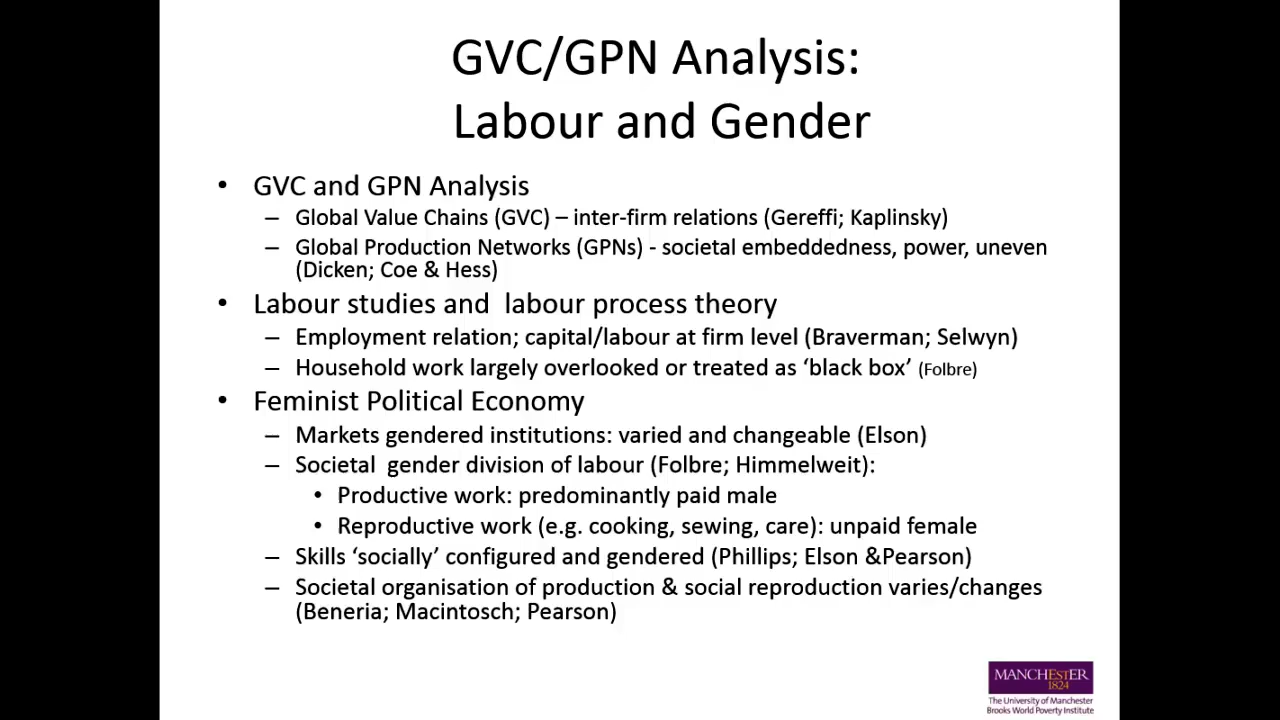 GVC/GPN Analysis:
Labour and Gender
• GVC and GPN Analysis
– Global Value Chains (GVC) – inter-firm relations (Gereffi; Kaplinsky)
– Global Production Networks (GPNs) - societal embeddedness, power, uneven
(Dicken; Coe & Hess)
• Labour studies and labour process theory
– Employment relation; capital/labour at firm level (Braverman; Selwyn)
– Household work largely overlooked or treated as ‘black box’ (Folbre)
• Feminist Political Economy
– Markets gendered institutions: varied and changeable (Elson)
– Societal gender division of labour (Folbre; Himmelweit):
• Productive work: predominantly paid male
• Reproductive work (e.g. cooking, sewing, care): unpaid female
– Skills ‘socially’ configured and gendered (Phillips; Elson &Pearson)
– Societal organisation of production & social reproduction varies/changes
(Beneria; Macintosch; Pearson)
MANCHESTER
1824
The University of Manchester
Brooks World Poverty Institute